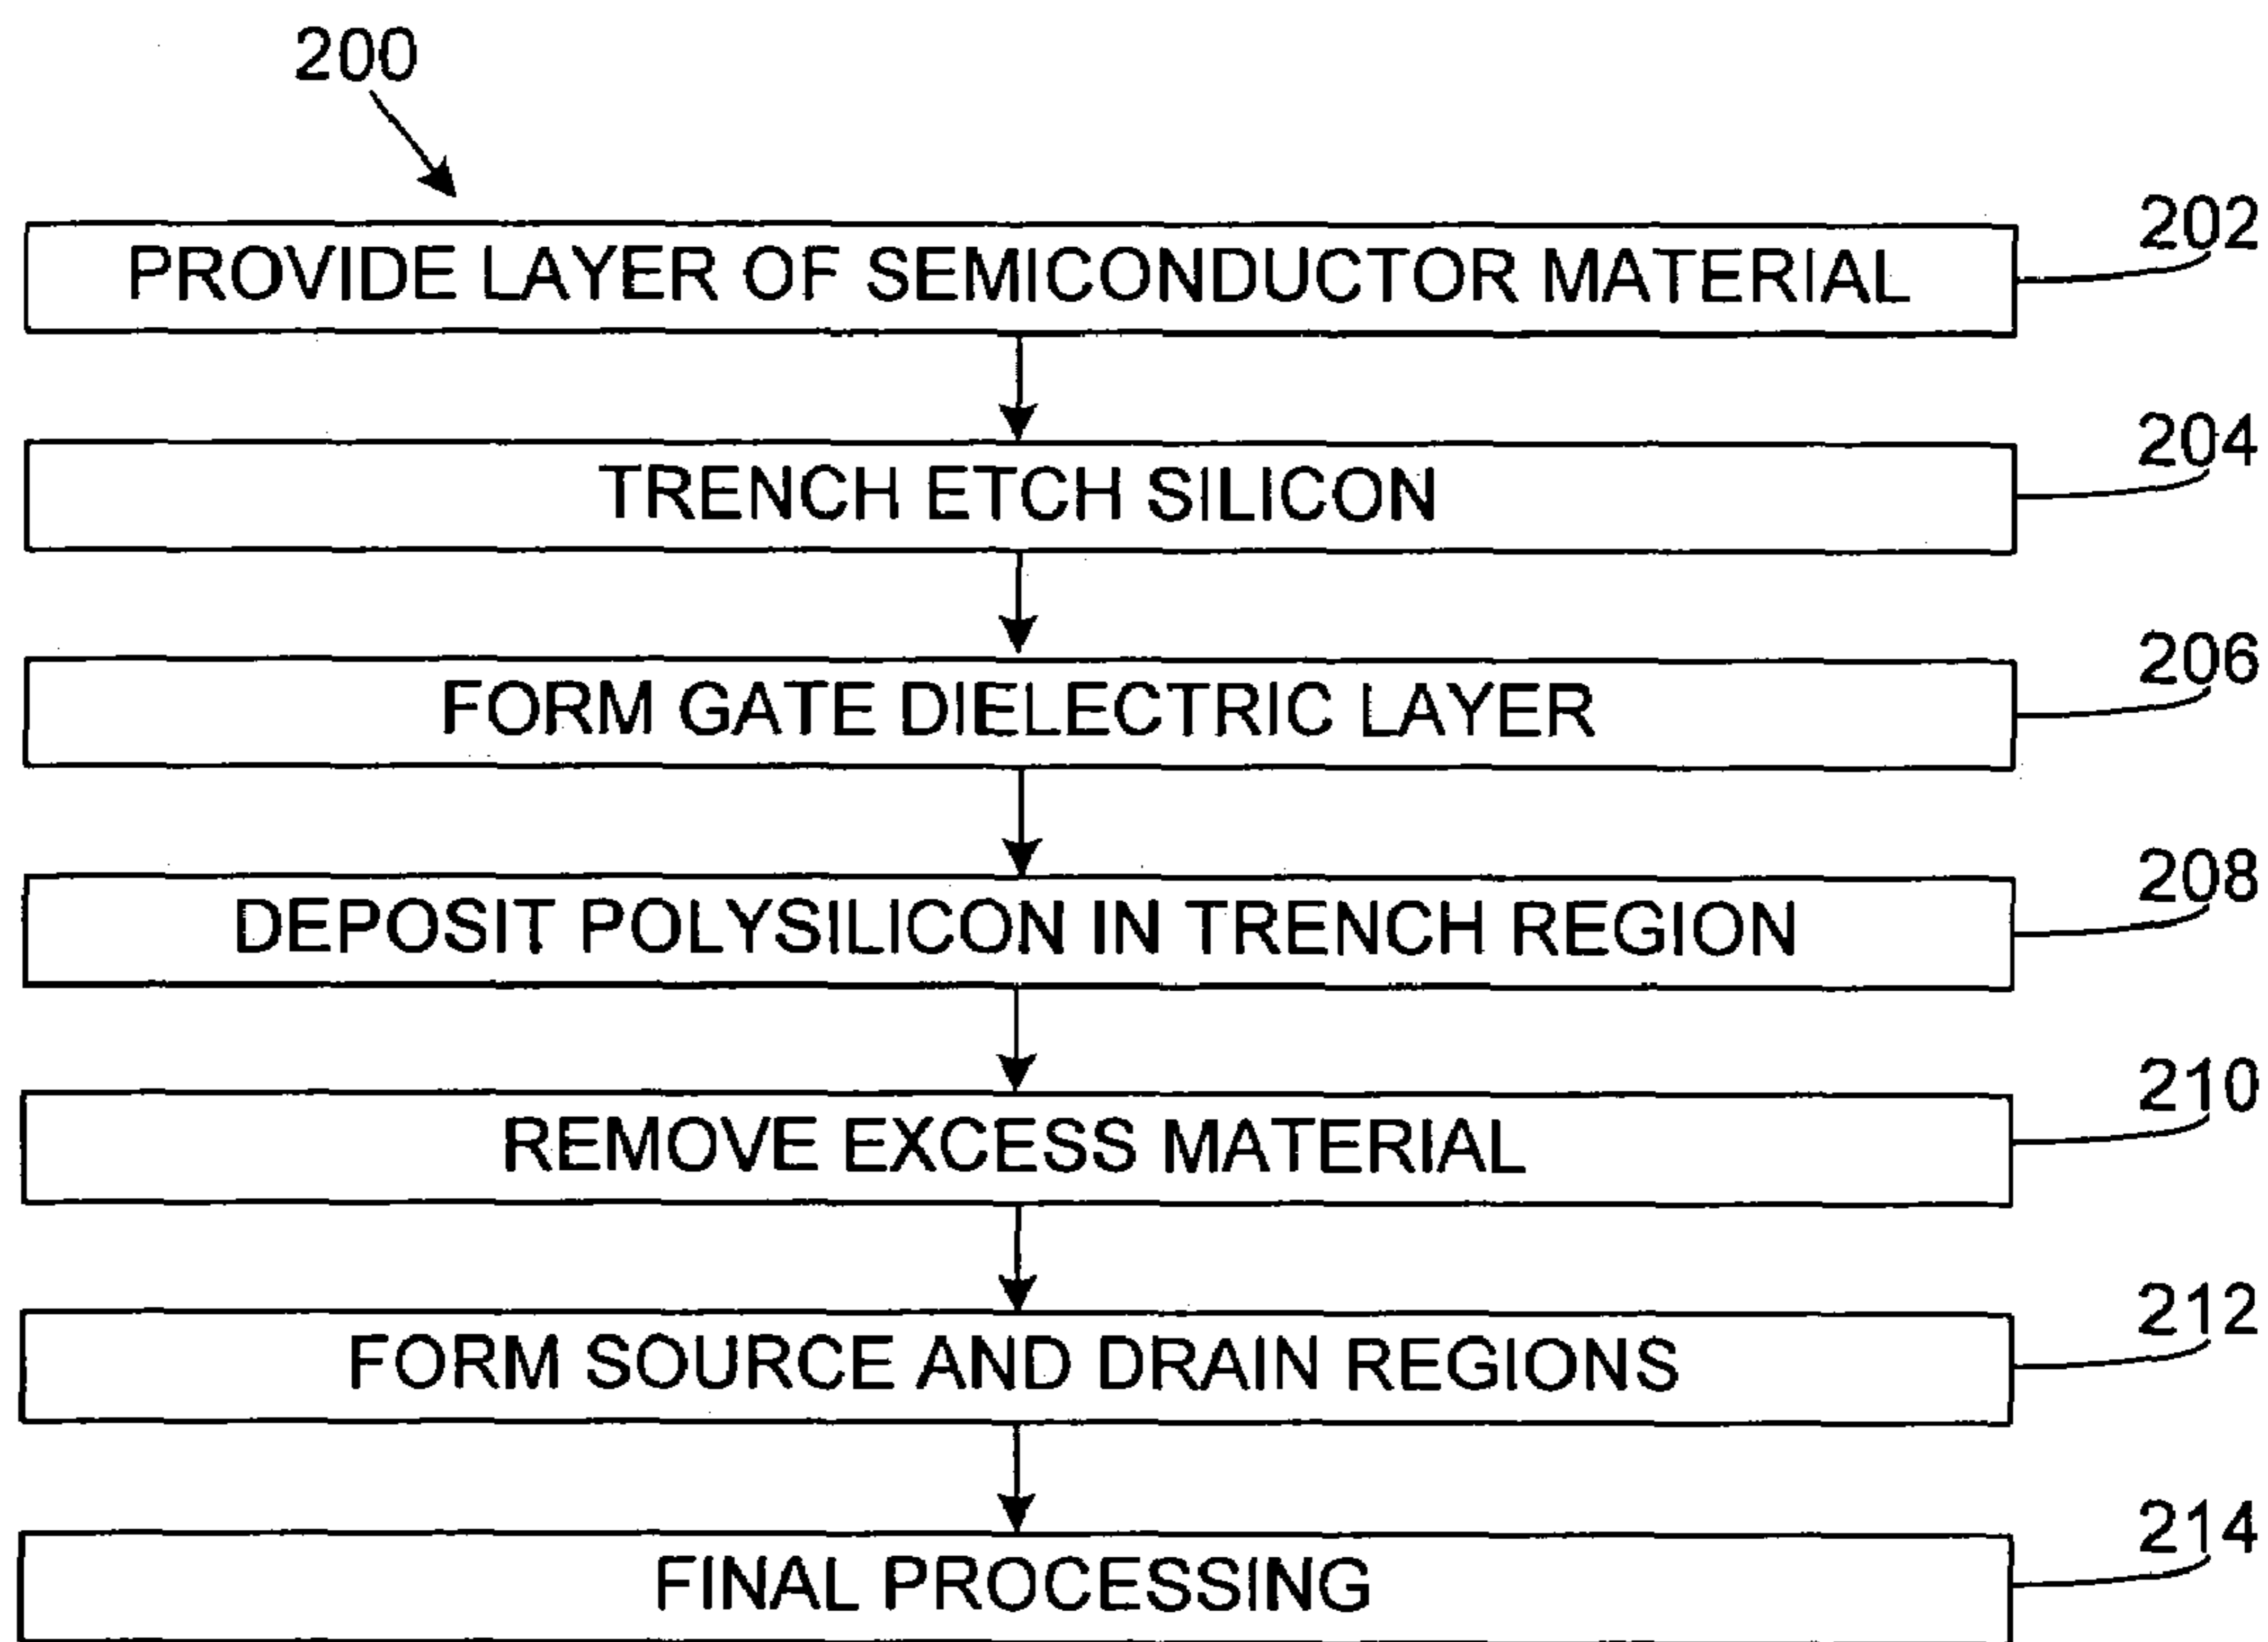 200
PROVIDE LAYER OF SEMICONDUCTOR MATERIAL
202
TRENCH ETCH SILICON
204
FORM GATE DIELECTRIC LAYER
206
DEPOSIT POLYSILICON IN TRENCH REGION
208
REMOVE EXCESS MATERIAL
210
FORM SOURCE AND DRAIN REGIONS
212
FINAL PROCESSING
214